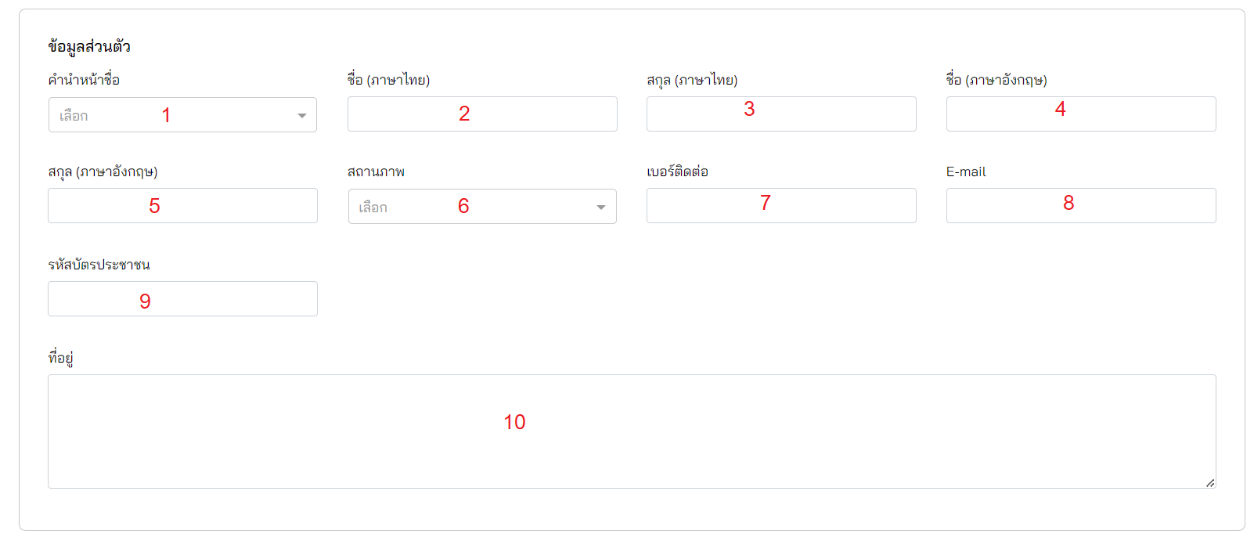 ข้อมูลส่วนตัว
คำนำหน้าชื่อ ชื่อ (ภาษาไทย) สกุล (ภาษาไทย) ชื่อ (ภาษาอังกฤษ)
เลือก 1 2 3 4
สกุล (ภาษาอังกฤษ) สถานภาพ เบอร์ติดต่อ E-mail
5 เลือก 6 7 8
รหัสบัตรประชาชน
9
ที่อยู่
10